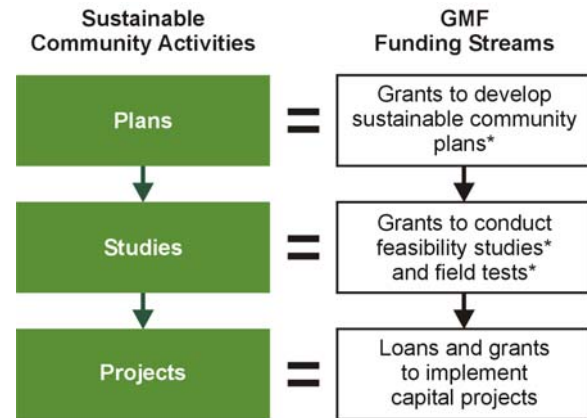 Sustainable
Community Activities
GMF
Funding Streams
Plans
=
Grants to develop
sustainable community
plans*
Studies
=
Grants to conduct
feasibility studies*
and field tests*
Projects
=
Loans and grants
to implement
capital projects